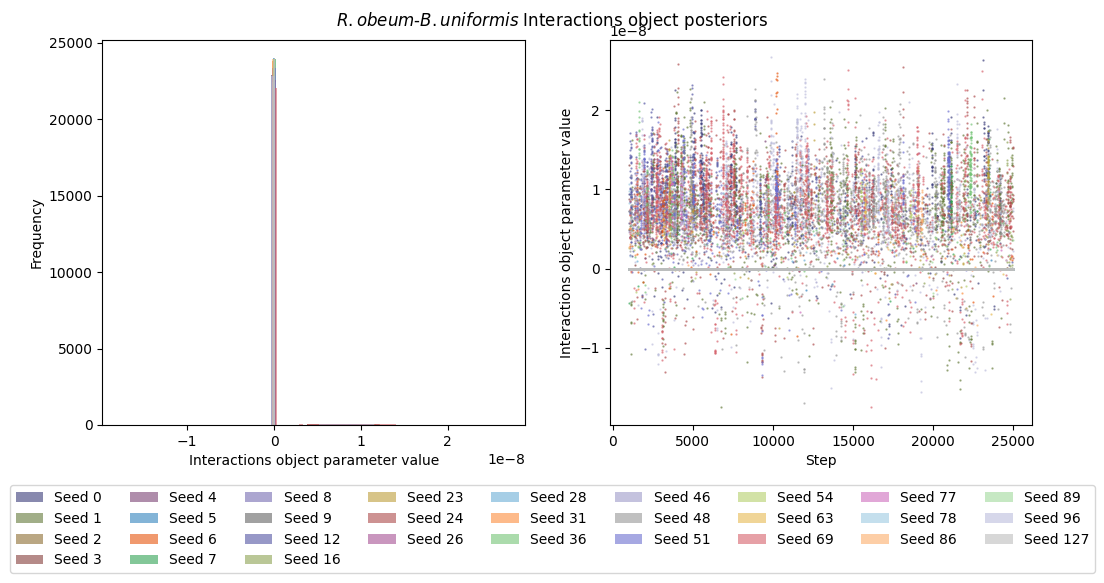 R.obeum-B.uniformis Interactions object posteriors
25000
20000
15000
10000
5000
0
Frequency
−1 0 1 2
1e−8
Interactions object parameter value
1e−8
2
1
0
−1
Interactions object parameter value
0 5000 10000 15000 20000 25000
Step
Seed 0 Seed 4 Seed 8 Seed 23 Seed 28 Seed 46 Seed 54 Seed 77 Seed 89
Seed 1 Seed 5 Seed 9 Seed 24 Seed 31 Seed 48 Seed 63 Seed 78 Seed 96
Seed 2 Seed 6 Seed 12 Seed 26 Seed 36 Seed 51 Seed 69 Seed 86 Seed 127
Seed 3 Seed 7 Seed 16